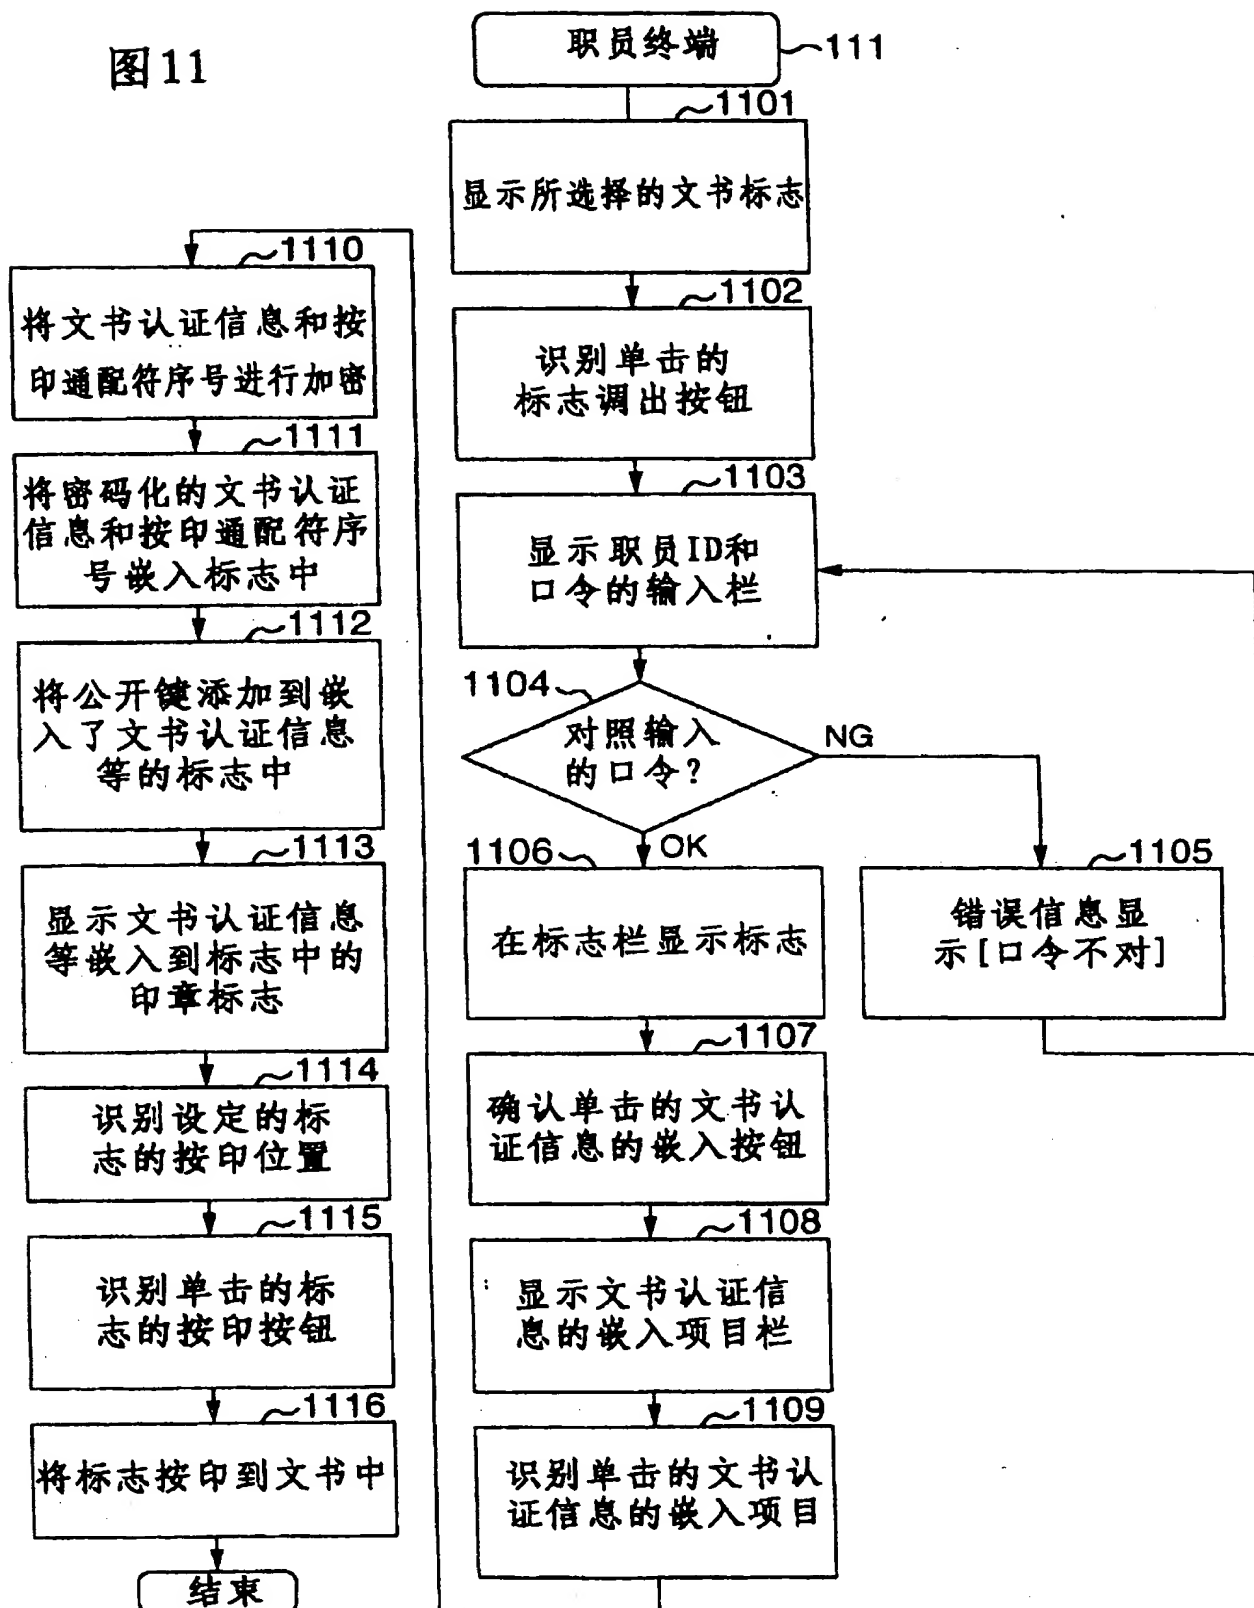 图11
职员终端
111
1101
显示所选择的文书标志
1102
识别单击的
标志调出按钮
1103
显示职员ID和
口令的输入栏
1104
对照输入
的口令?
NG
OK
1105
错误信息显
示[口令不对]
1106
在标志栏显示标志
1107
确认单击的文书认
证信息的嵌入按钮
1108
显示文书认证信
息的嵌入项目栏
1109
识别单击的文书认
证信息的嵌入项目
1110
将文书认证信息和按
印通配符序号进行加密
1111
将密码化的文书认证
信息和按印通配符序
号嵌入标志中
1112
将公开键添加到嵌
入了文书认证信息
等的标志中
1113
显示文书认证信息
等嵌入到标志中的
印章标志
1114
识别设定的标
志的按印位置
1115
识别单击的标
志的按印按钮
1116
将标志按印到文书中
结束